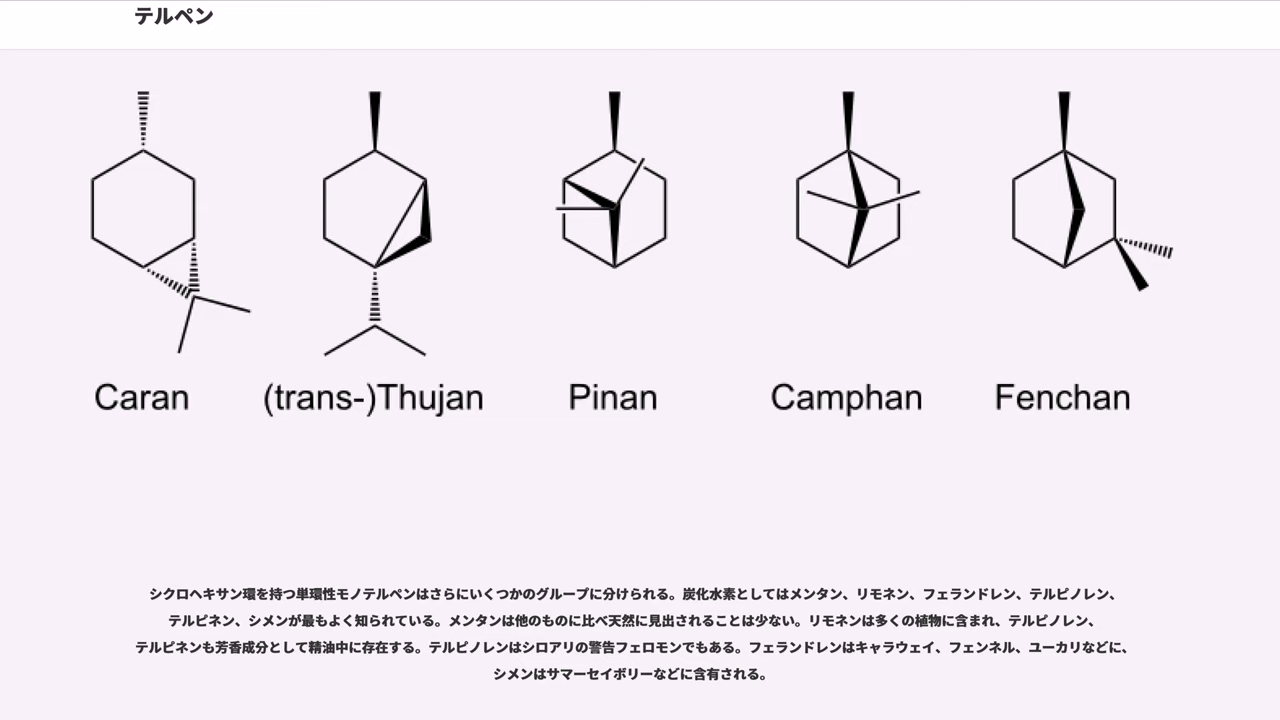 テルペン
Caran
(trans-)Thujan
Pinan
Camphan
Fenchan
シクロヘキサン環を持つ単環性モノテルペンはさらにいくつかのグループに分けられる。炭化水素としてはメンタン、リモネン、フェランドレン、テルピノレン、
テルピネン、シメンが最もよく知られている。メンタンは他のものに比べ天然に見出されることは少ない。リモネンは多くの植物に含まれ、テルピノレン、
テルピネンも芳香成分として精油中に存在する。テルピノレンはシロアリの警告フェロモンでもある。フェランドレンはキャラウェイ、フェンネル、ユーカリなどに、
シメンはサマーセイボリーなどに含有される。